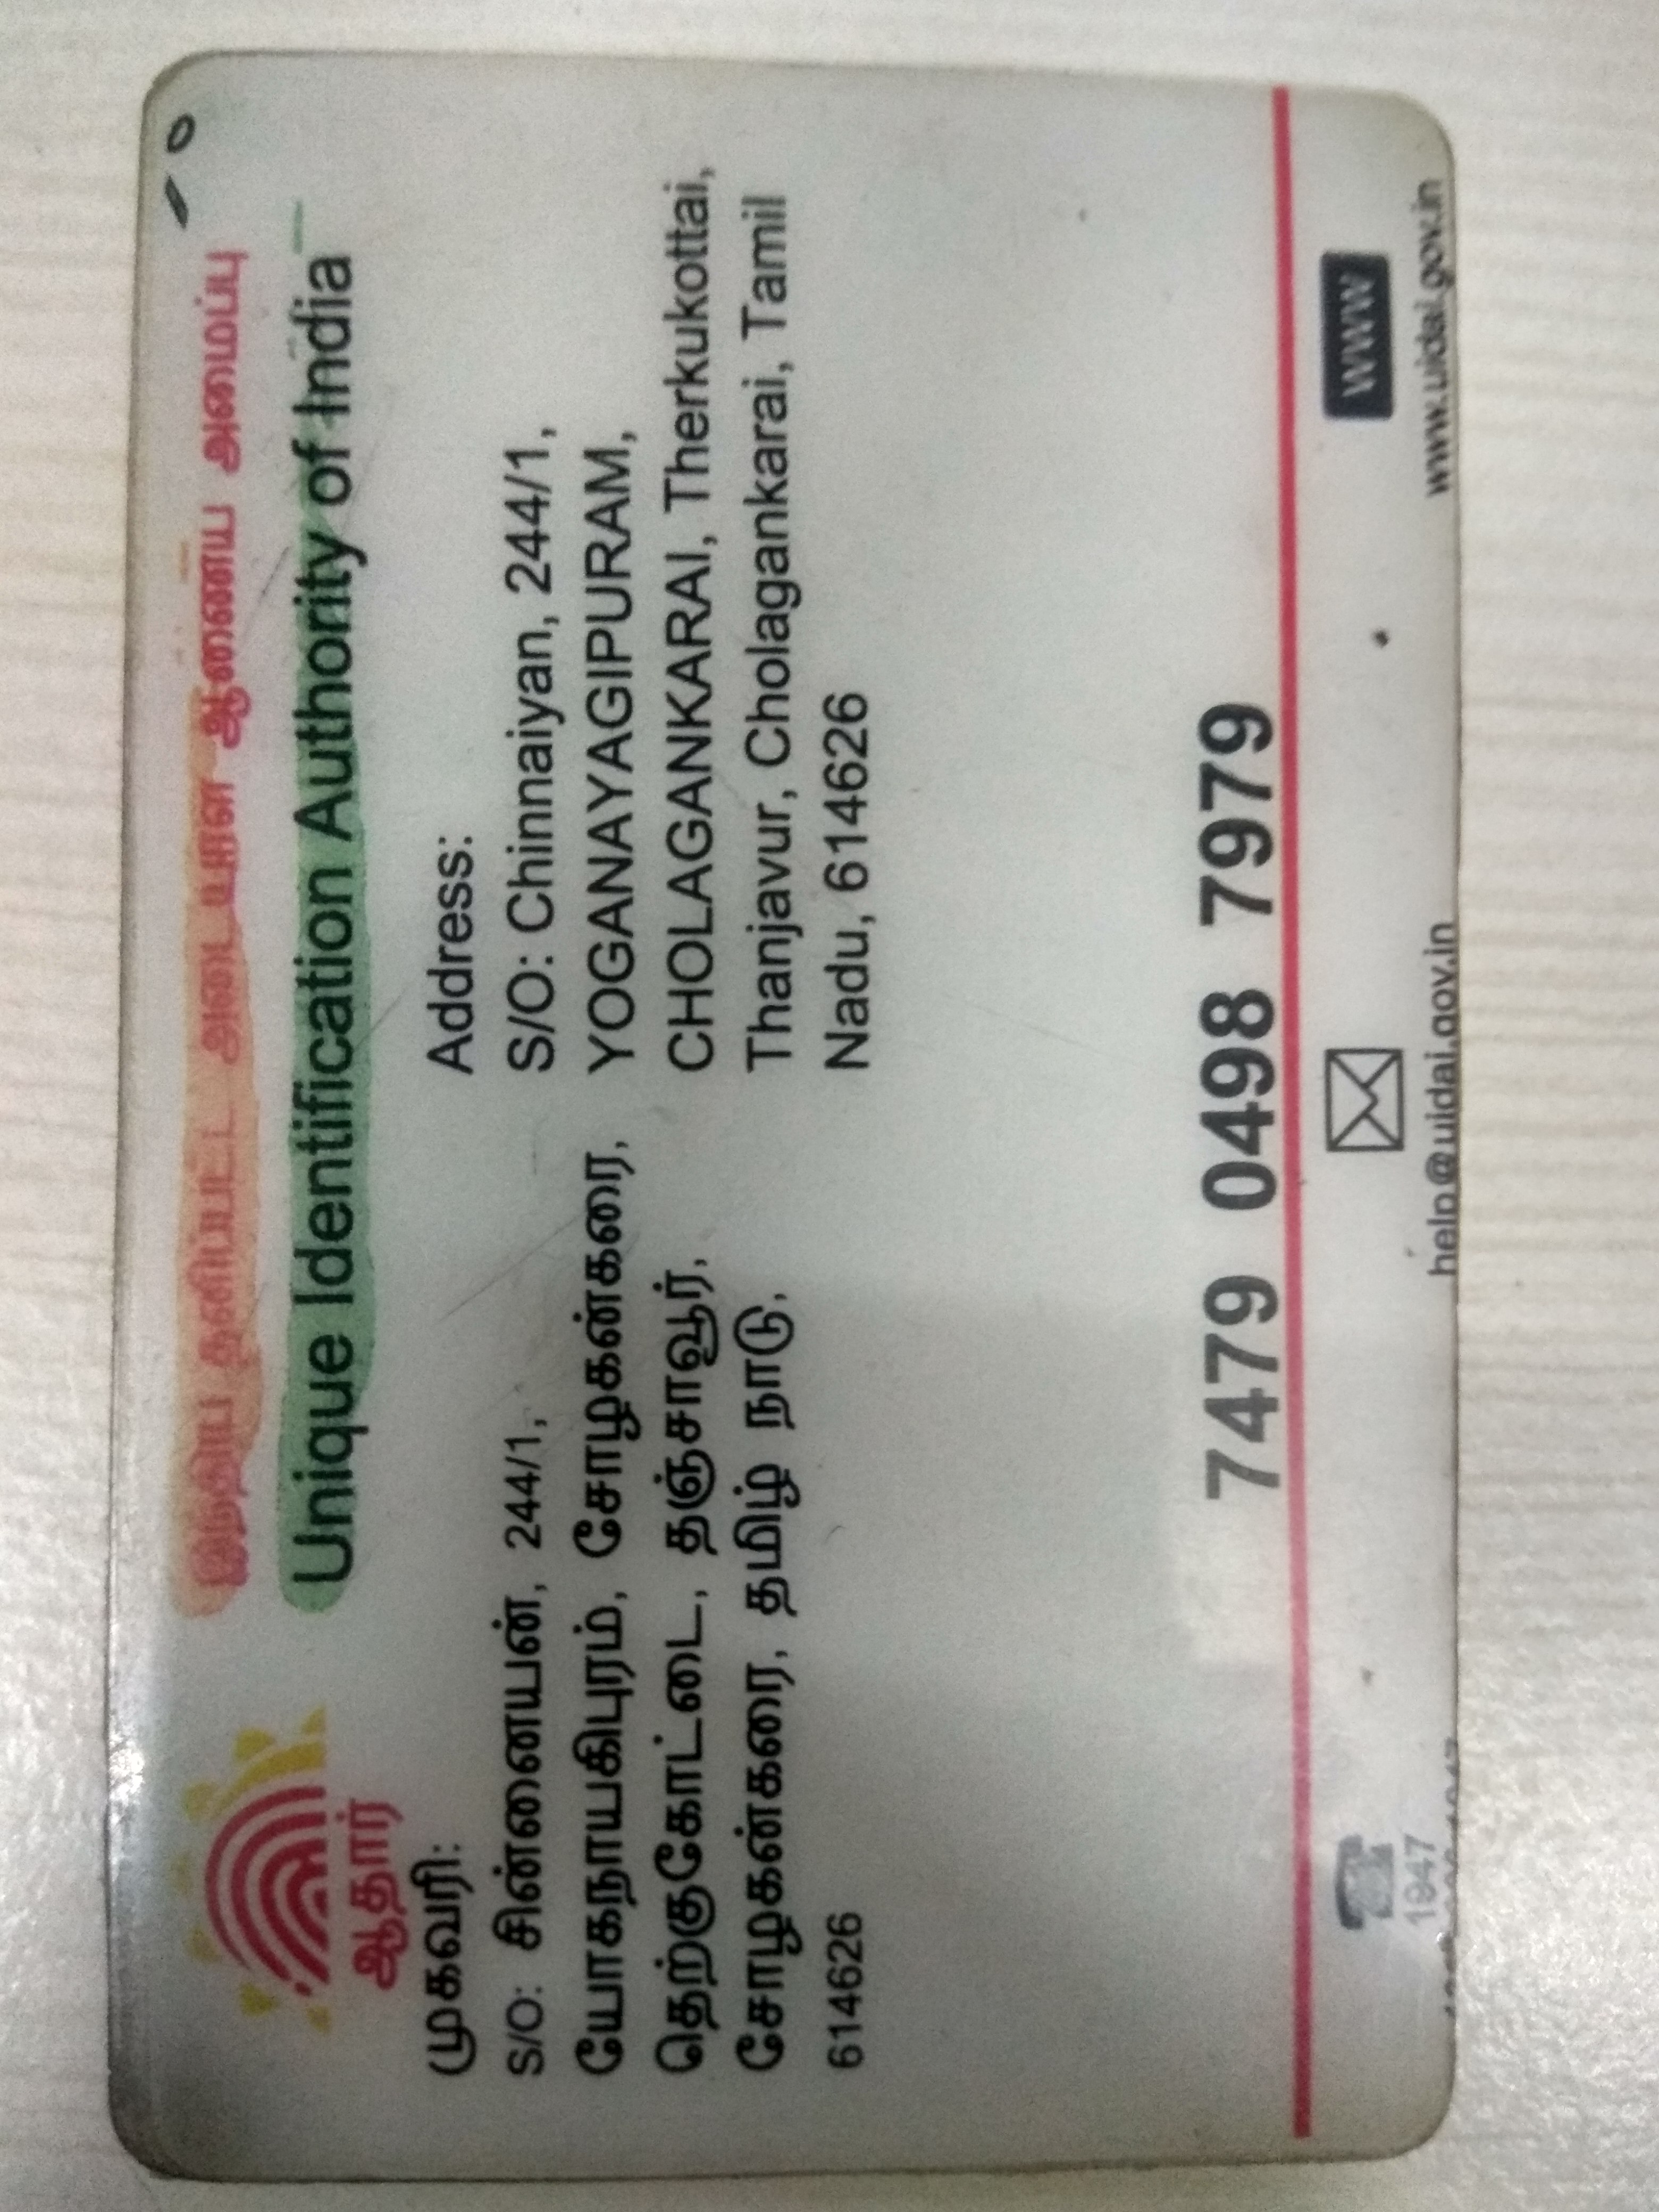 இந்திய தனிப்பட்ட அடையாள ஆணைய அமைப்பு
Unique Identification Authority of India
ஆதார்
முகவரி:
S/O: சின்னையன், 244/1,
யோகநாயகிபுரம், சோழகன்கரை,
தெற்குகோட்டை, தஞ்சாவூர்,
சோழகன்கரை, தமிழ் நாடு,
614626
Address:
S/O: Chinnaiyan, 244/1,
YOGANAYAGIPURAM,
CHOLAGANKARAI, Therkukottai,
Thanjavur, Cholagankarai, Tamil
Nadu, 614626
7479 0498 7979
1947
help@uidai.gov.in
www
www.uidai.gov.in